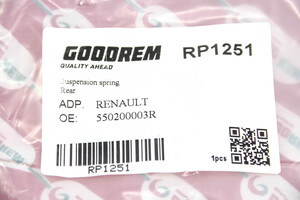 GOODREM
QUALITY AHEAD
RP1251
Suspension spring
Rear
ADP. RENAULT
OE: 550200003R
1pcs
RP1251